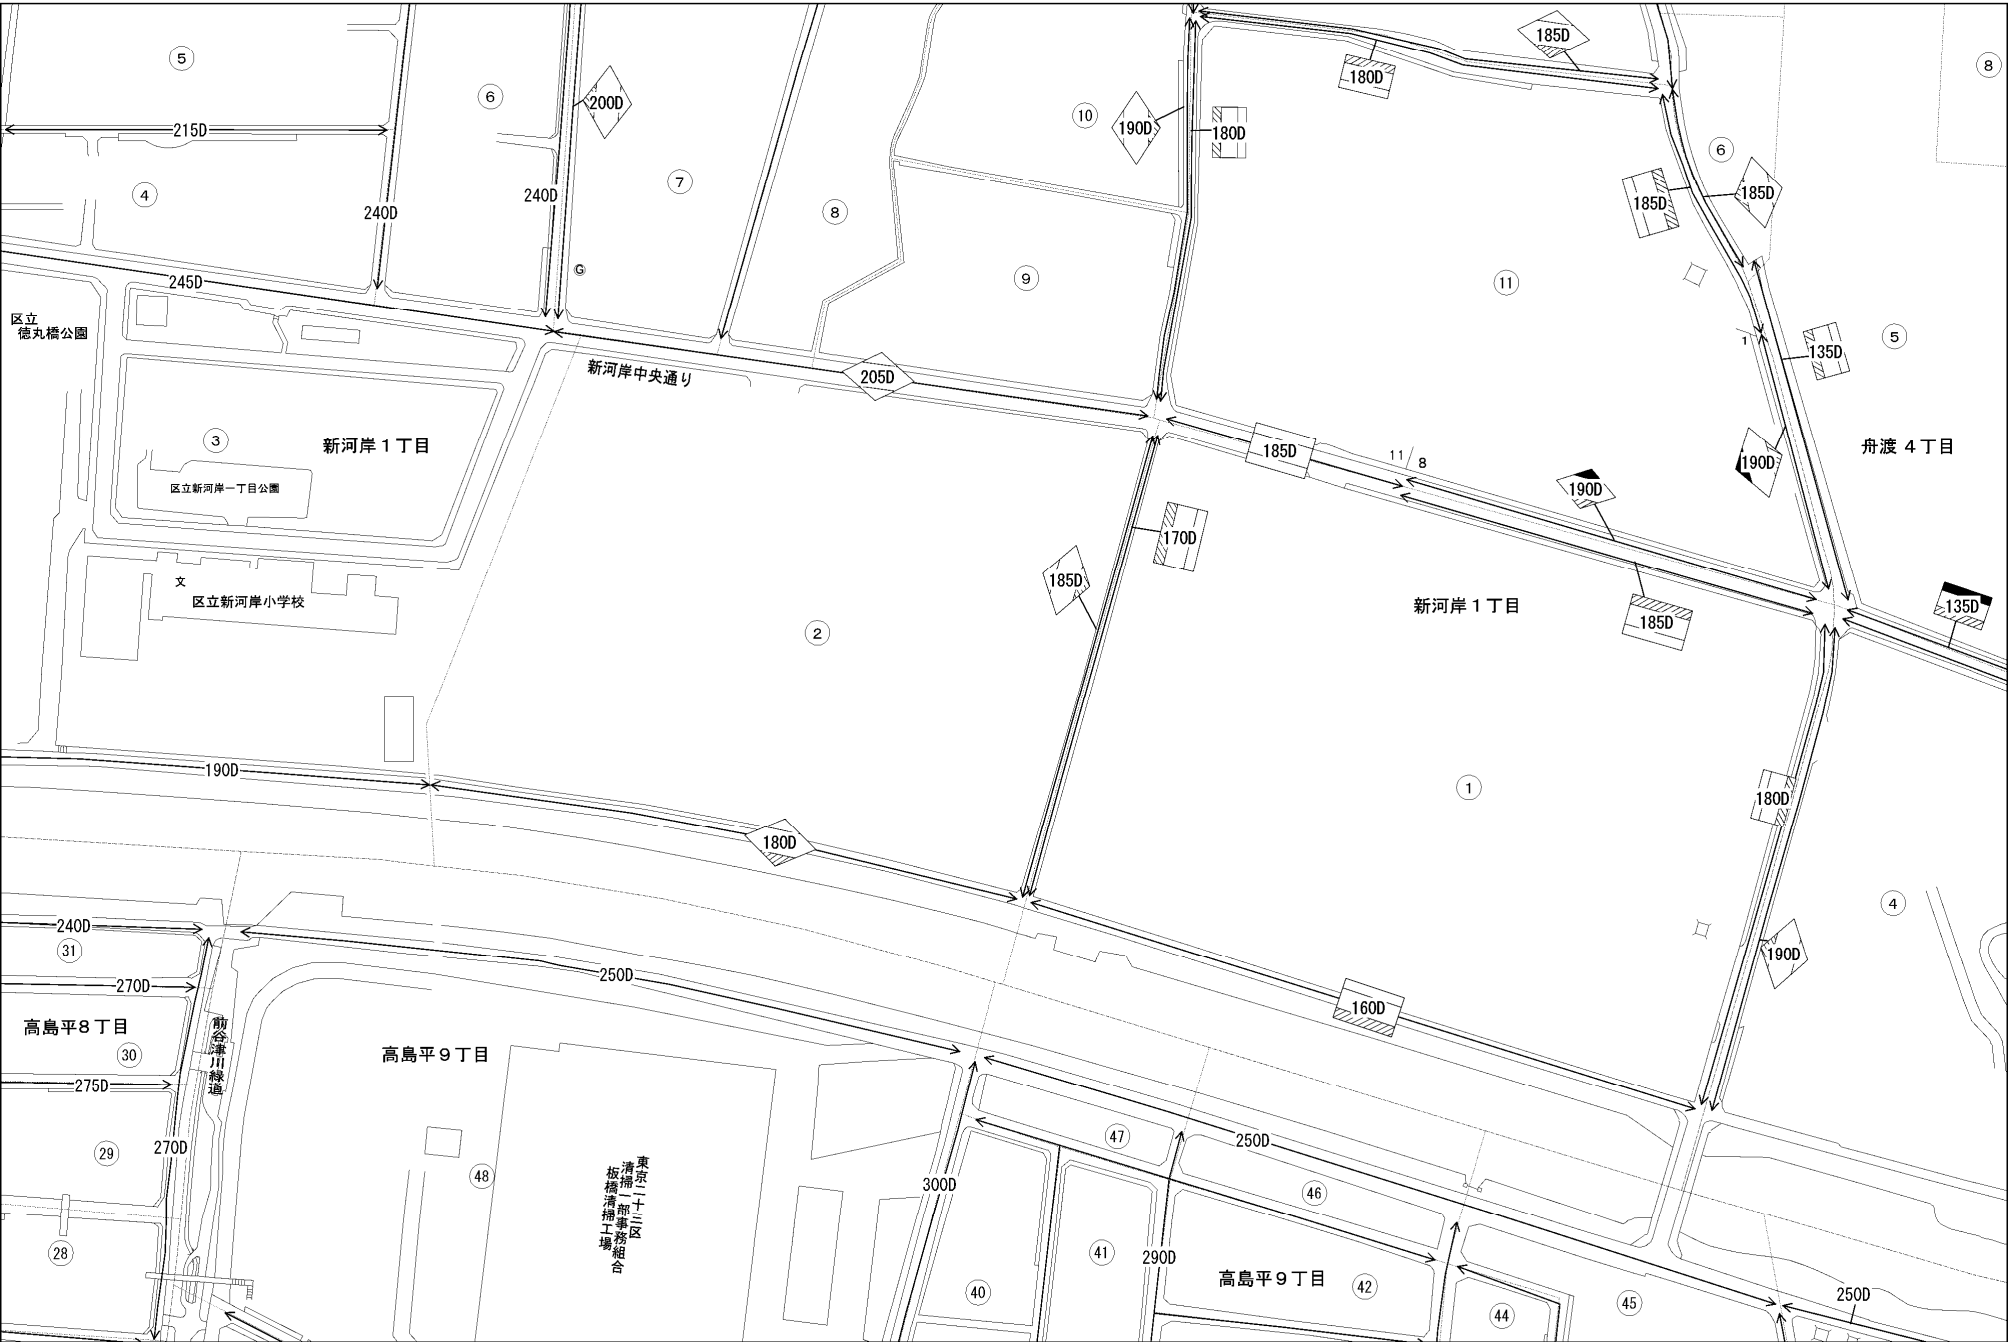 ⑤
⑥
200D
⑦
215D
④
240D
240D
⑧
⑩
190D
180D
180D
185D
⑧
⑥
185D
185D
245D
区立
徳丸橋公園
G
⑨
⑪
1
135D
⑤
新河岸中央通り
205D
③
新河岸1丁目
区立新河岸一丁目公園
185D
11
8
190D
190D
舟渡 4丁目
文
区立新河岸小学校
②
185D
170D
新河岸1丁目
185D
135D
190D
180D
①
180D
160D
190D
④
240D
㉛
270D
高島平8丁目
㉚
275D
前谷津川緑道
250D
高島平9丁目
㉙
270D
㉘
㊽
東京二十三区
清掃一部事務組合
板橋清掃工場
300D
㊼
250D
㊻
㊵
㊶
290D
高島平9丁目
㊷
㊹
㊺
250D